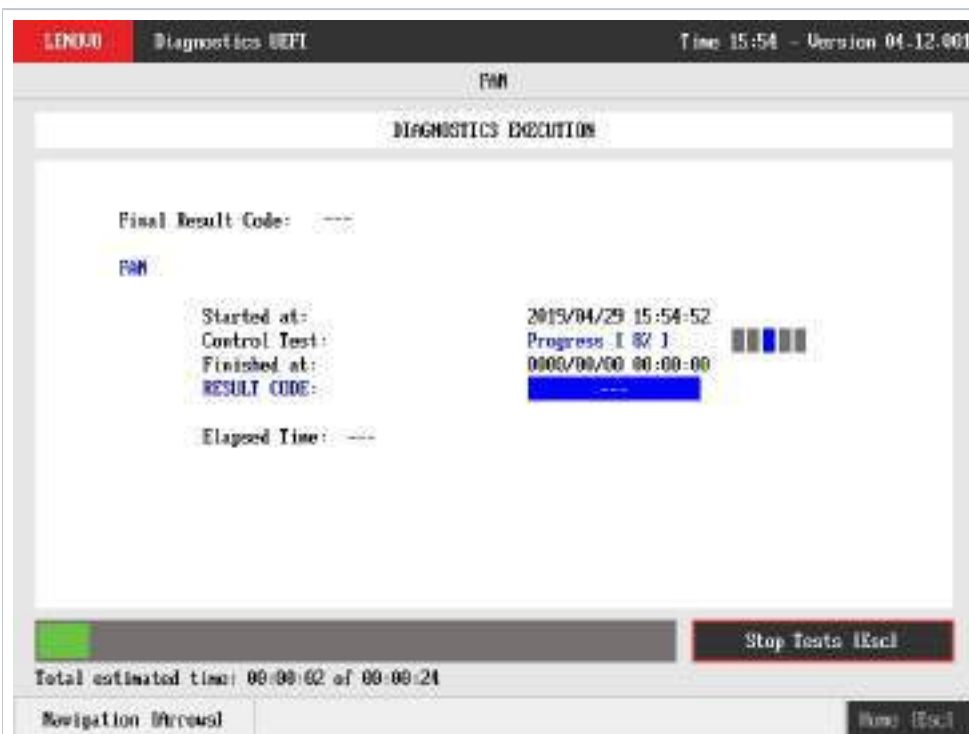 LENOVO Diagnostics UEFI Time 15:54 - Version 04.12.001
FAN
DIAGNOSTICS EXECUTION
Final Result Code: ---
FAN
Started at: 2019/04/29 15:54:52
Control Test: Progress [ 8% ]
Finished at: 0000/00/00 00:00:00
RESULT CODE: ---
Elapsed Time: ---
Stop Tests [Esc]
Total estimated time: 00:00:02 of 00:00:24
Navigation [Arrows] Home [Esc]